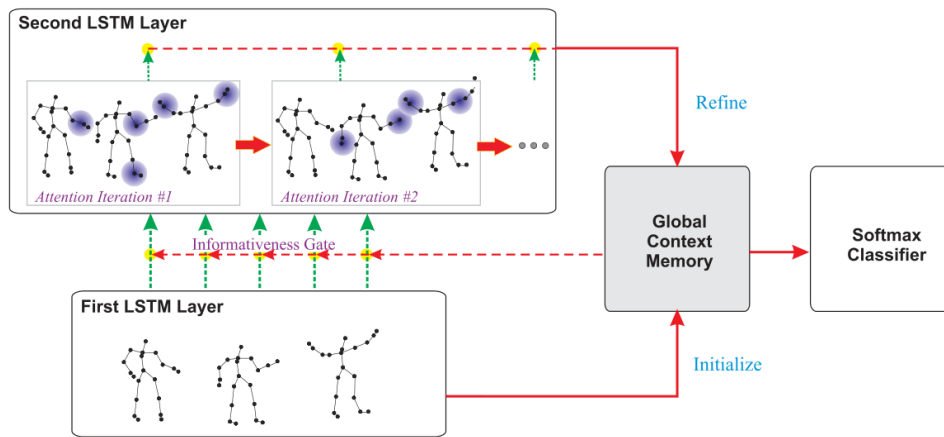 Second LSTM Layer
Attention Iteration #1
Attention Iteration #2
Refine
Informativeness Gate
Global
Context
Memory
Softmax
Classifier
First LSTM Layer
Initialize